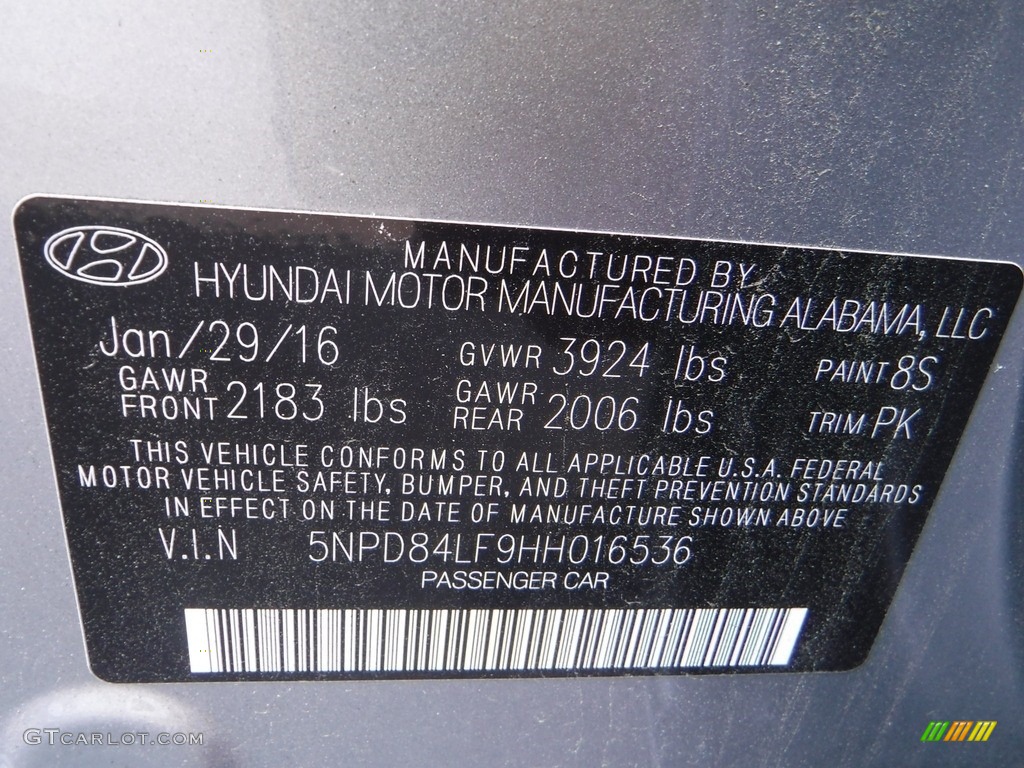 MANUFACTURED BY
HYUNDAI MOTOR MANUFACTURING ALABAMA, LLC
Jan/29/16 GVWR 3924 lbs PAINT 8S
GAWR FRONT 2183 lbs GAWR REAR 2006 lbs TRIM PK
THIS VEHICLE CONFORMS TO ALL APPLICABLE U.S.A. FEDERAL
MOTOR VEHICLE SAFETY, BUMPER, AND THEFT PREVENTION STANDARDS
IN EFFECT ON THE DATE OF MANUFACTURE SHOWN ABOVE
V.I.N 5NPD84LF9HH016536
PASSENGER CAR
GTCARLOT.COM